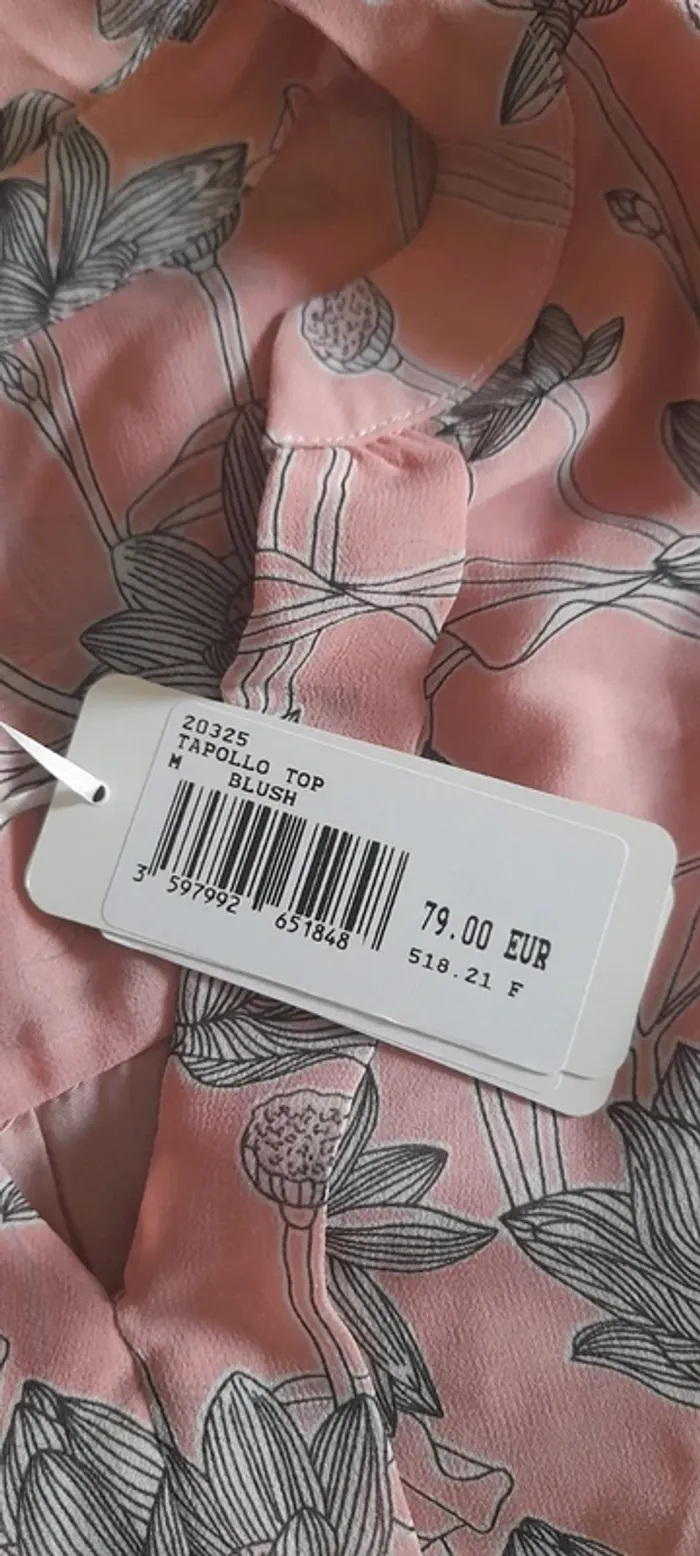 20325
TAPOLLO TOP
M BLUSH
3 597992 651848
79.00 EUR
518.21 F